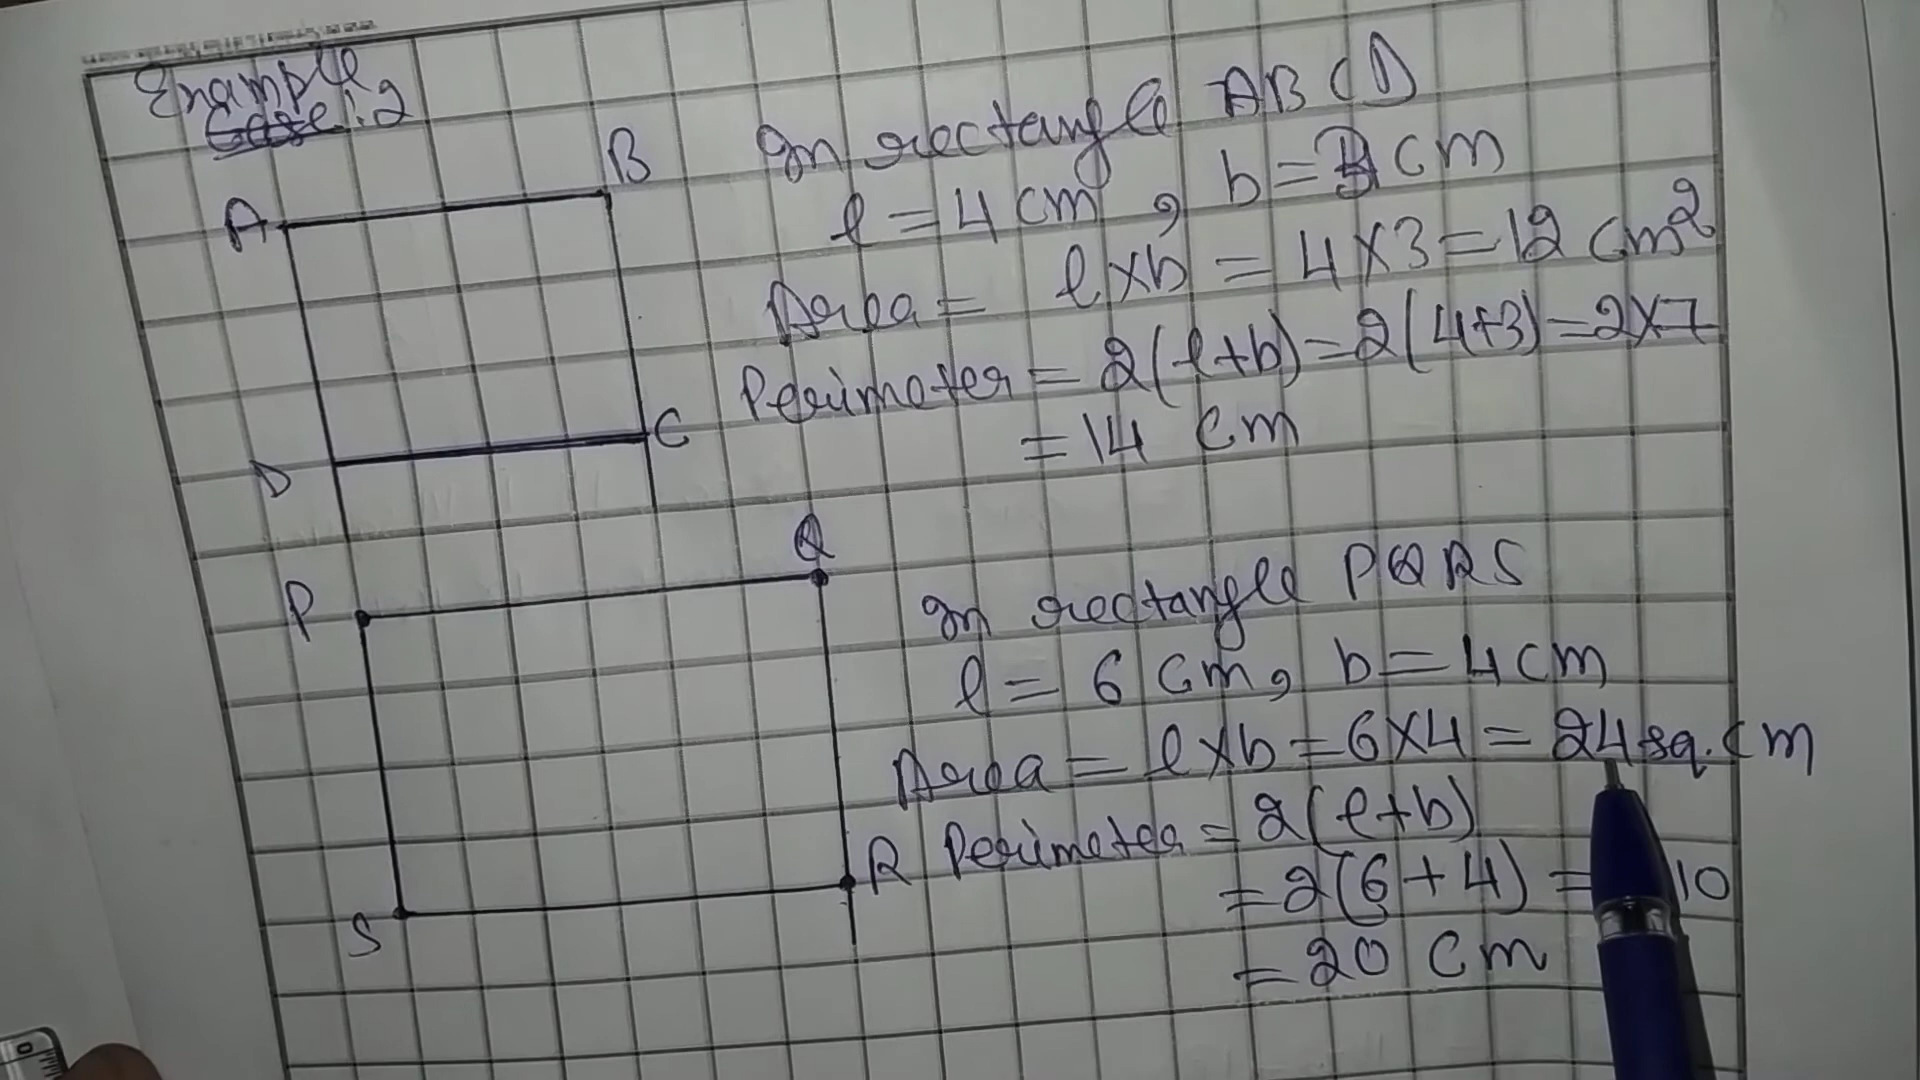 Example :2
A
B
C
D
In rectangle ABCD
l = 4 cm, b = 3 cm
Area = l×b = 4×3 = 12 cm²
Perimeter = 2(l+b) = 2(4+3) = 2×7
= 14 cm
P
Q
R
S
In rectangle PQRS
l = 6 cm, b = 4 cm
Area = l×b = 6×4 = 24 sq.cm
Perimeter = 2(l+b)
= 2(6+4) = 10
= 20 cm
0